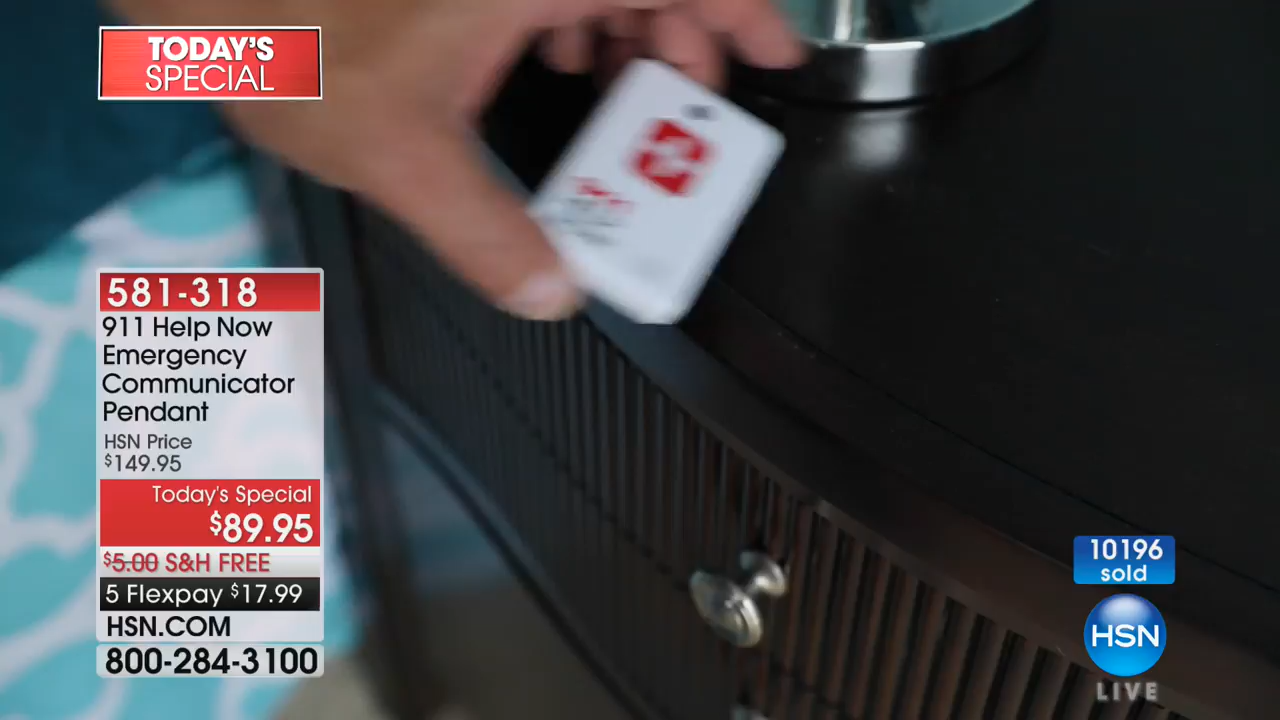 TODAY'S
SPECIAL
581-318
911 Help Now
Emergency
Communicator
Pendant
HSN Price
$149.95
Today's Special
$89.95
$5.00 S&H FREE
5 Flexpay $17.99
HSN.COM
800-284-3100
10196
sold
HSN
LIVE